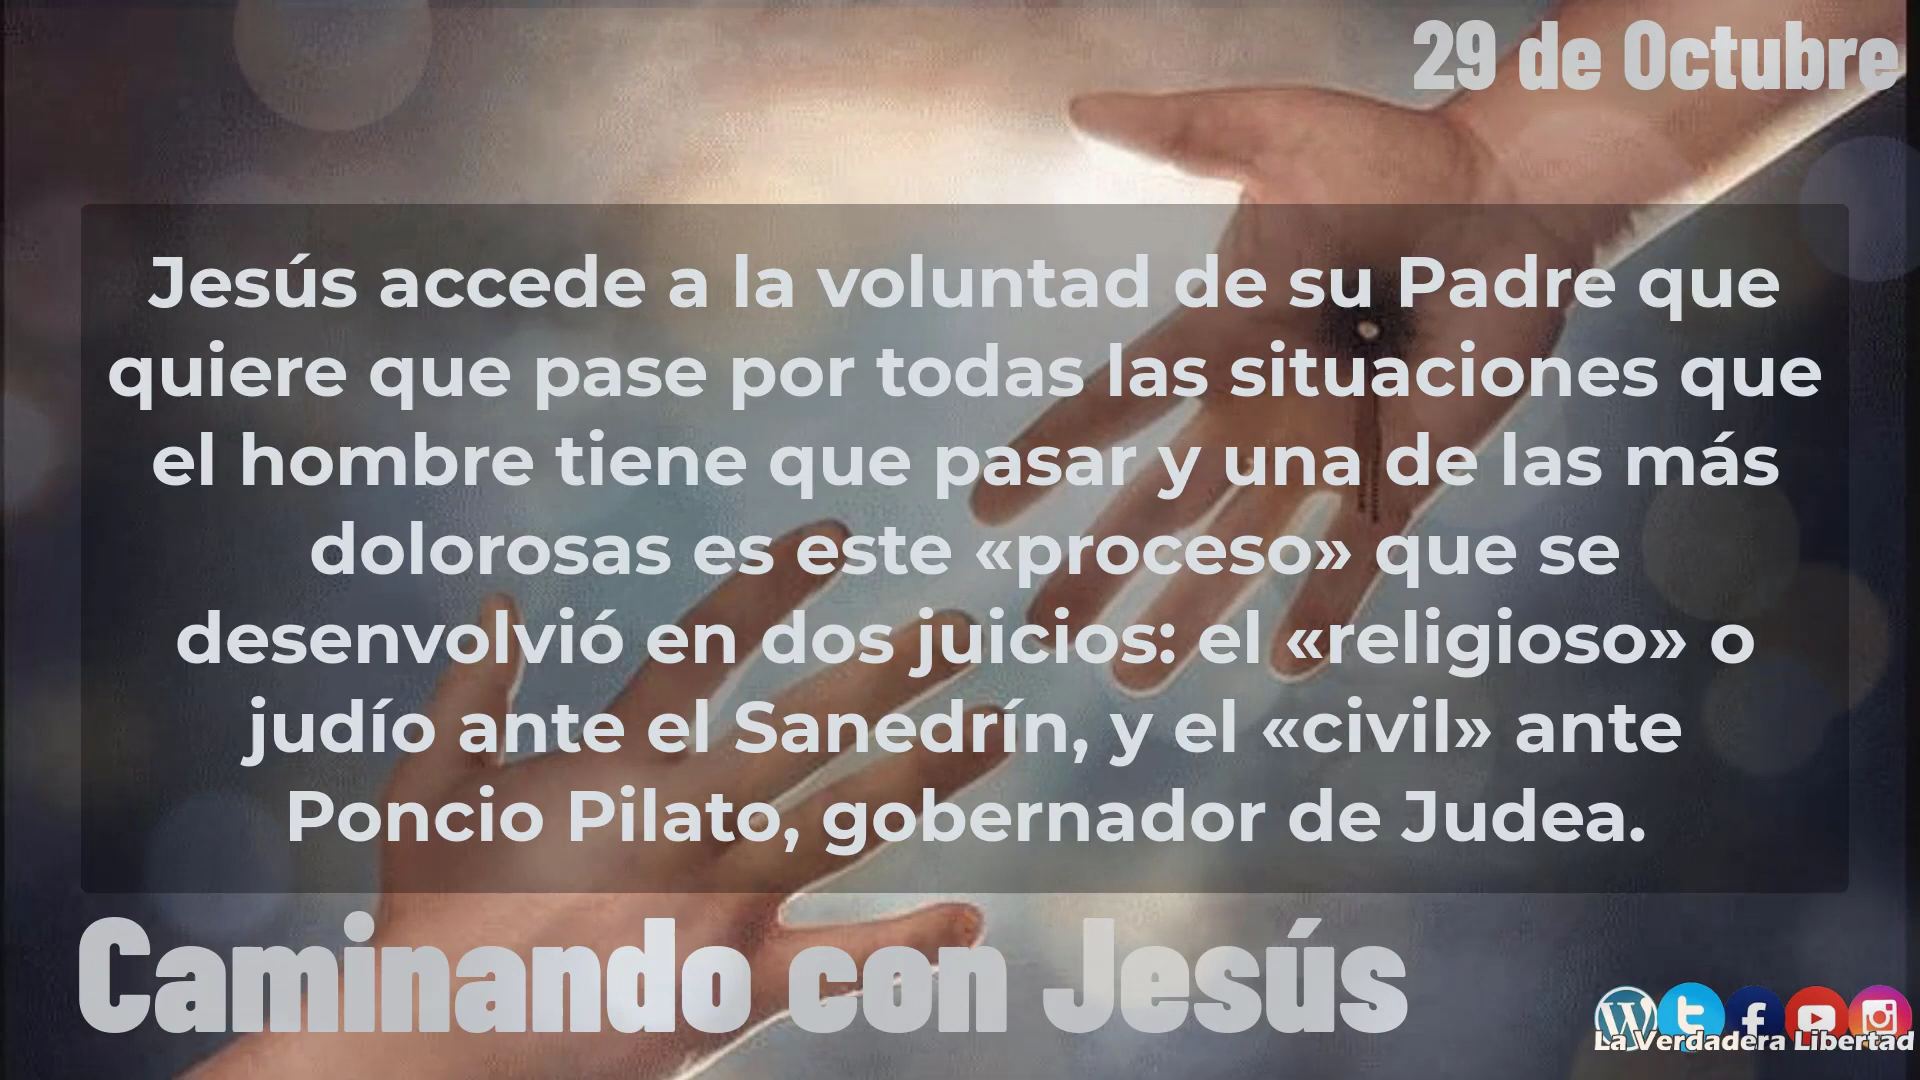 29 de Octubre
Jesús accede a la voluntad de su Padre que
quiere que pase por todas las situaciones que
el hombre tiene que pasar y una de las más
dolorosas es este «proceso» que se
desenvolvió en dos juicios: el «religioso» o
judío ante el Sanedrín, y el «civil» ante
Poncio Pilato, gobernador de Judea.
Caminando con Jesús
La Verdadera Libertad